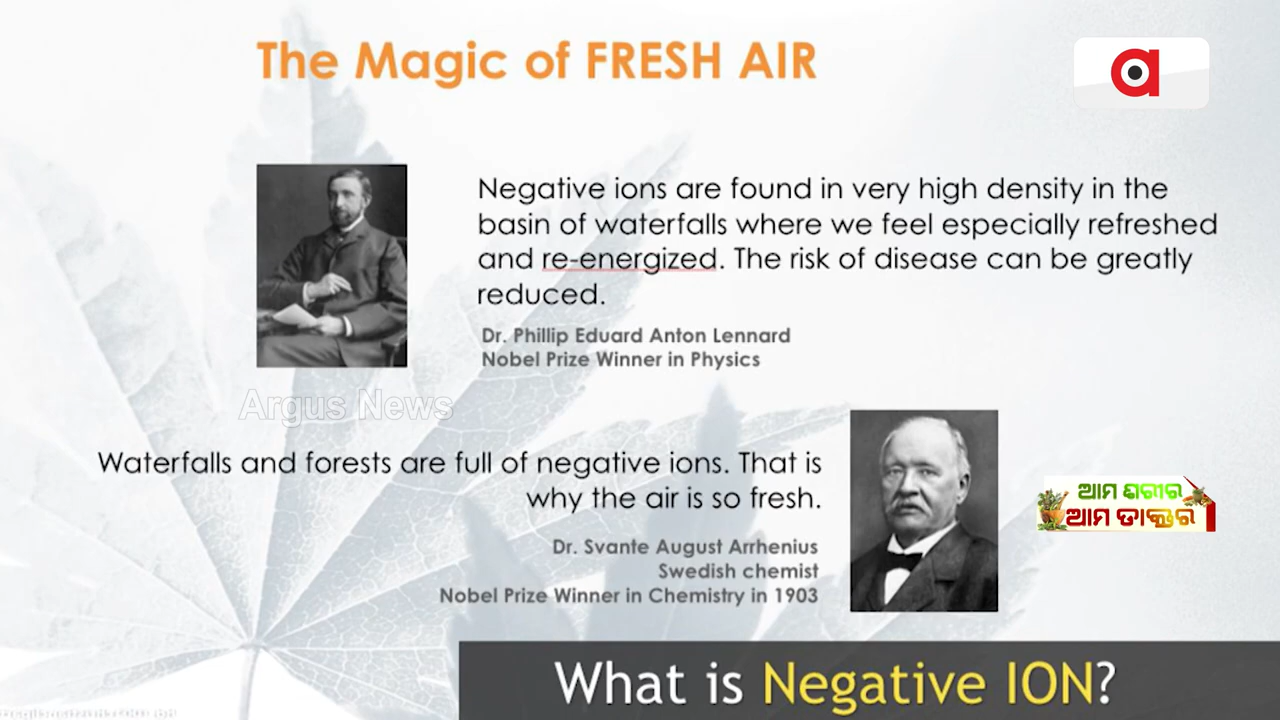 The Magic of FRESH AIR
Negative ions are found in very high density in the
basin of waterfalls where we feel especially refreshed
and re-energized. The risk of disease can be greatly
reduced.
Dr. Phillip Eduard Anton Lennard
Nobel Prize Winner in Physics
Argus News
Waterfalls and forests are full of negative ions. That is
why the air is so fresh.
Dr. Svante August Arrhenius
Swedish chemist
Nobel Prize Winner in Chemistry in 1903
ଆମ ଶରୀର
ଆମ ଡାକ୍ତର
What is Negative ION?